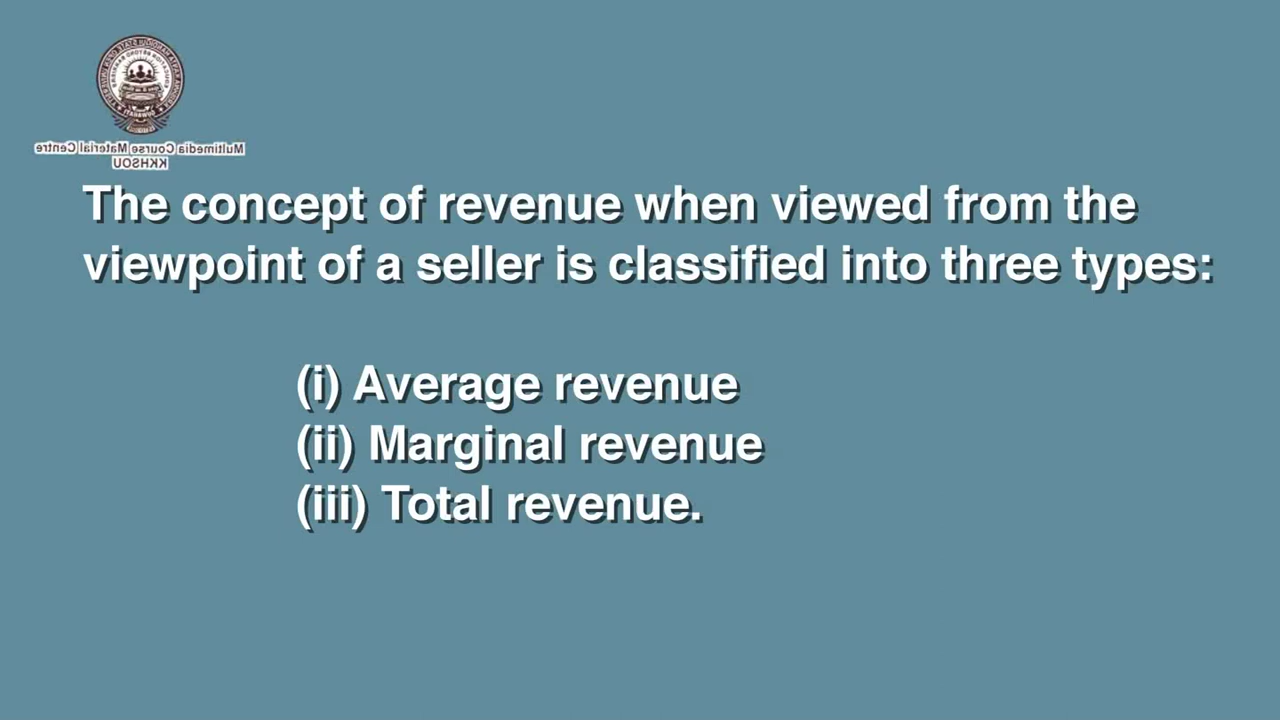 Multimedia Course Material Centre
KKHSOU
The concept of revenue when viewed from the
viewpoint of a seller is classified into three types:
(i) Average revenue
(ii) Marginal revenue
(iii) Total revenue.